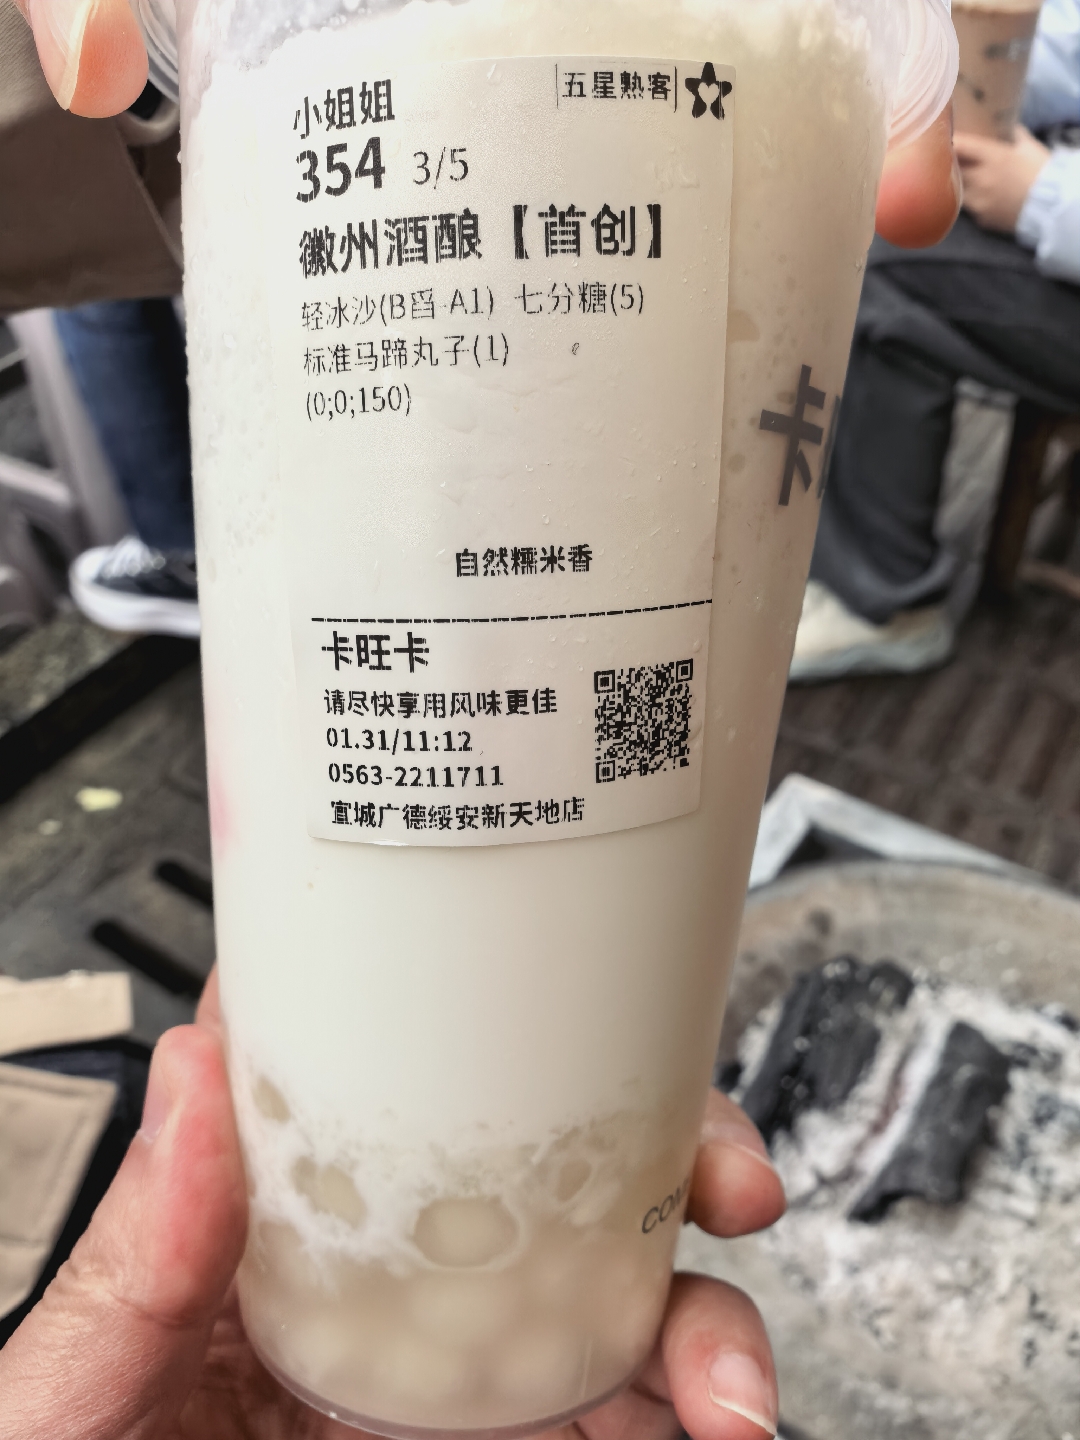 五星熟客
小姐姐
354 3/5
徽州酒酿【首创】
轻冰沙(B舀-A1) 七分糖(5)
标准马蹄丸子(1)
(0;0;150)
自然糯米香
卡旺卡
请尽快享用风味更佳
01.31/11:12
0563-2211711
宣城广德绥安新天地店
卡
COM